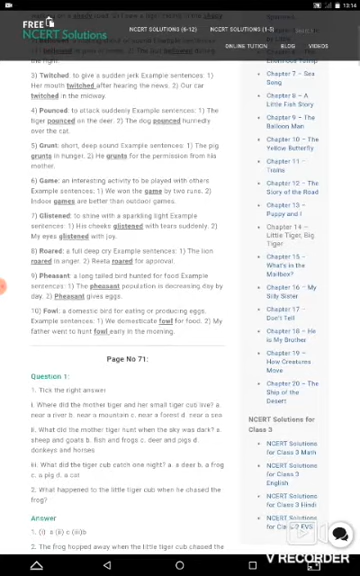 13:14
FREE
NCERT Solutions
NCERT SOLUTIONS (6-12)
NCERT SOLUTIONS (1-5)
ONLINE TUTION
BLOG
VIDEOS
the right.
3) Twitched: to give a sudden jerk Example sentences: 1)
Her mouth twitched after hearing the news. 2) Our car
twitched in the midway.
4) Pounced: to attack suddenly Example sentences: 1) The
tiger pounced on the deer. 2) The dog pounced hurriedly
over the cat.
5) Grunt: short, deep sound Example sentences: 1) The pig
grunts in hunger. 2) He grunts for the permission from his
mother.
6) Game: an interesting activity to be played with others
Example sentences: 1) We won the game by two runs. 2)
Indoor games are better than outdoor games.
7) Glistened: to shine with a sparkling light Example
sentences: 1) His cheeks glistened with tears suddenly. 2)
My eyes glistened with joy.
8) Roared: a full deep cry Example sentences: 1) The lion
roared in anger. 2) Reeta roared for approval.
9) Pheasant: a long tailed bird hunted for food Example
sentences: 1) The pheasant population is decreasing day by
day. 2) Pheasant gives eggs.
10) Fowl: a domestic bird for eating or producing eggs.
Example sentences: 1) We domesticate fowl for food. 2) My
father went to hunt fowl early in the morning.
Page No 71:
Question 1:
1. Tick the right answer
i. Where did the mother tiger and her small tiger cub live? a.
near a river b. near a mountain c. near a forest d. near a sea
ii. What did the mother tiger hunt when the sky was dark? a.
sheep and goats b. fish and frogs c. deer and pigs d.
donkeys and horses
iii. What did the tiger cub catch one night? a. a deer b. a frog
c. a pig d. a cat
2. What happened to the little tiger cub when he chased the
frog?
Answer
1. (i) a (ii) c (iii)b
2. The frog hopped away when the little tiger cub chased the
Chapter 7 – Sea
Song
Chapter 8 – A
Little Fish Story
Chapter 9 – The
Balloon Man
Chapter 10 – The
Yellow Butterfly
Chapter 11 –
Trains
Chapter 12 – The
Story of the Road
Chapter 13 –
Puppy and I
Chapter 14 –
Little Tiger, Big
Tiger
Chapter 15 –
What's in the
Mailbox?
Chapter 16 – My
Silly Sister
Chapter 17 –
Don't Tell
Chapter 18 – He
is My Brother
Chapter 19 –
How Creatures
Move
Chapter 20 – The
Ship of the
Desert
NCERT Solutions for
Class 3
NCERT Solutions
for Class 3 Math
NCERT Solutions
for Class 3
English
NCERT Solutions
for Class 3 Hindi
NCERT Solutions
for Class 3 EVS
V RECORDER